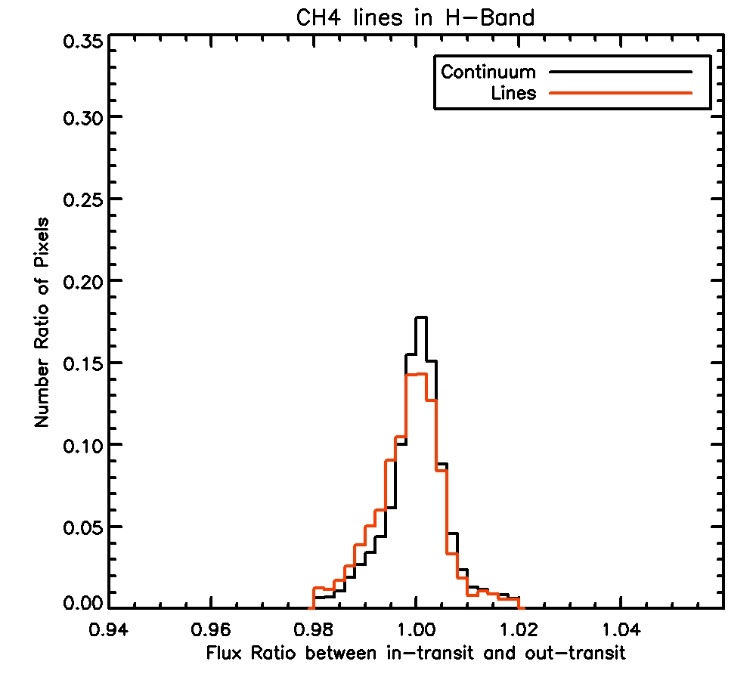 CH4 lines in H-Band
0.35
Continuum
Lines
0.30
0.25
0.20
0.15
0.10
0.05
0.00
Number Ratio of Pixels
0.94 0.96 0.98 1.00 1.02 1.04
Flux Ratio between in-transit and out-transit